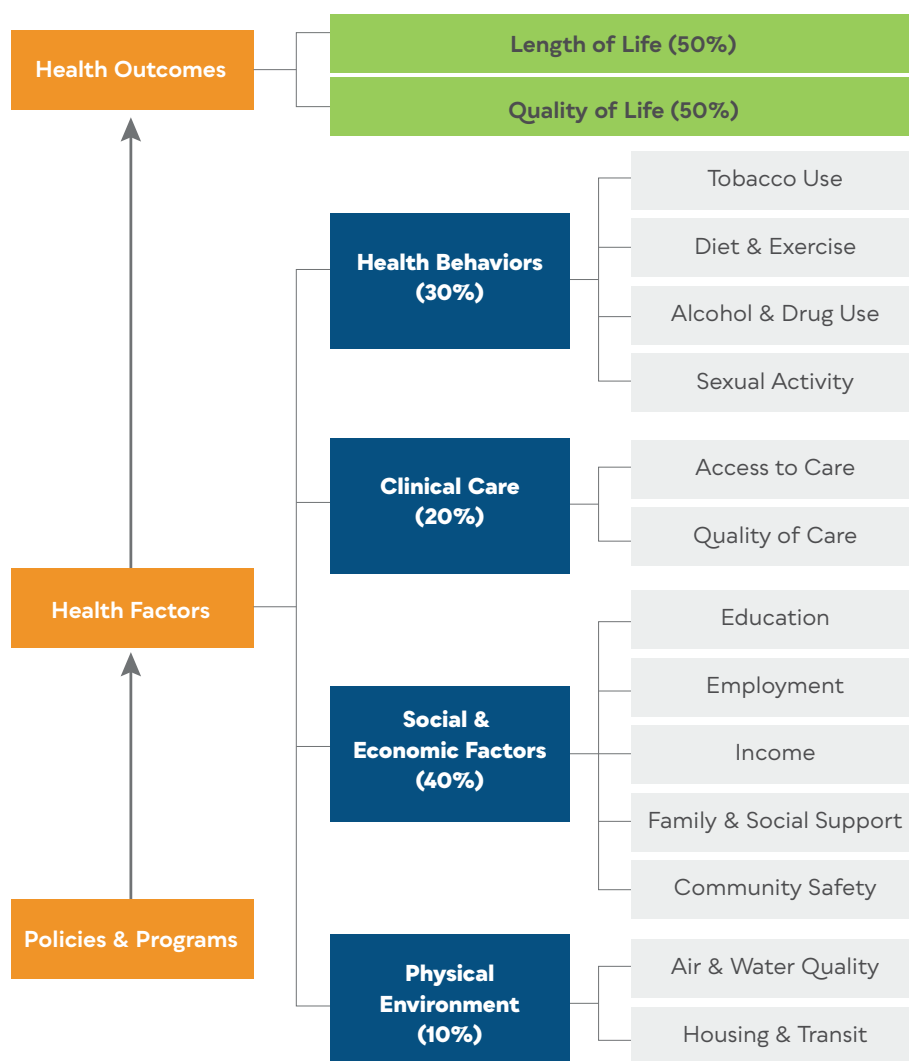 Health Outcomes
Length of Life (50%)
Quality of Life (50%)
Health Behaviors
(30%)
Tobacco Use
Diet & Exercise
Alcohol & Drug Use
Sexual Activity
Clinical Care
(20%)
Access to Care
Quality of Care
Health Factors
Social &
Economic Factors
(40%)
Education
Employment
Income
Family & Social Support
Community Safety
Policies & Programs
Physical
Environment
(10%)
Air & Water Quality
Housing & Transit